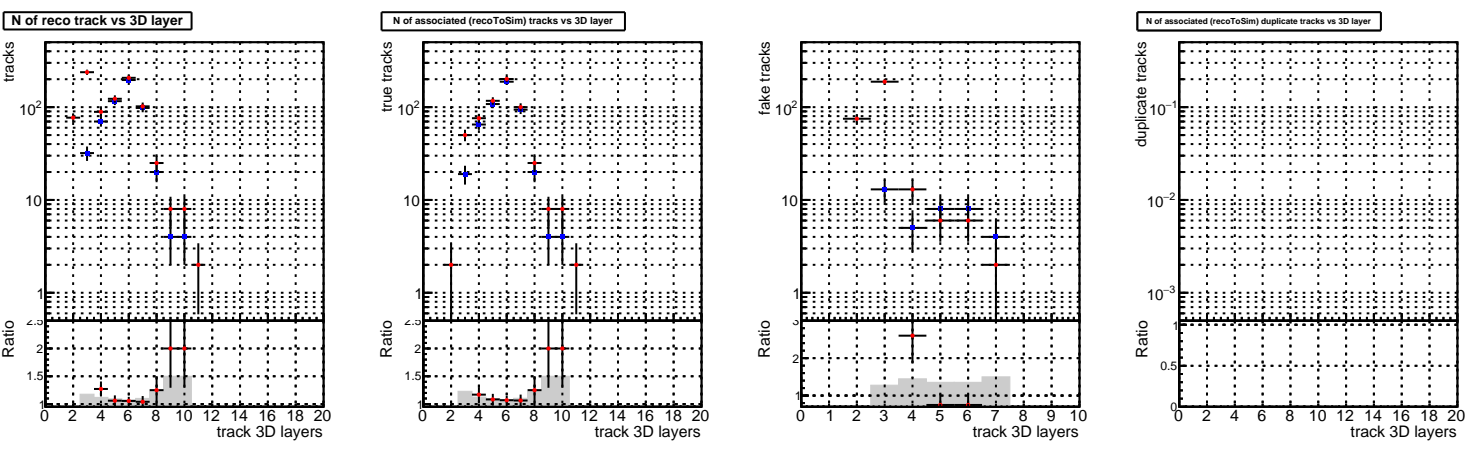 N of reco track vs 3D layer
tracks
10²
10
1
Ratio
2.5
2
1.5
1
0 2 4 6 8 10 12 14 16 18 20
track 3D layers
N of associated (recoToSim) tracks vs 3D layer
true tracks
10²
10
1
Ratio
2.5
2
1.5
1
0 2 4 6 8 10 12 14 16 18 20
track 3D layers
fake tracks
10²
10
1
Ratio
3
2
1
0 1 2 3 4 5 6 7 8 9 10
track 3D layers
N of associated (recoToSim) duplicate tracks vs 3D layer
duplicate tracks
10⁻¹
10⁻²
10⁻³
Ratio
1
0.5
0
0 2 4 6 8 10 12 14 16 18 20
track 3D layers